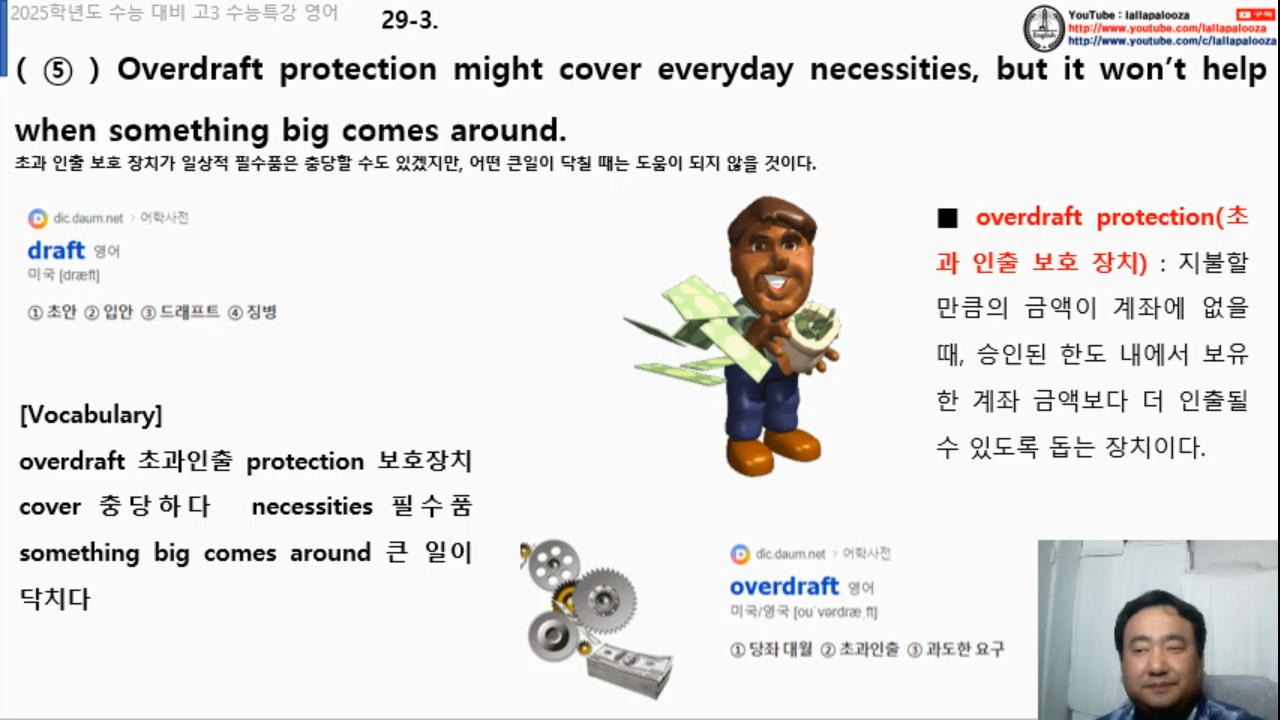 2025학년도 수능 대비 고3 수능특강 영어
29-3.
YouTube : lallapalooza
구독
http://www.youtube.com/lallapalooza
http://www.youtube.com/c/lallapalooza
English
( ⑤ ) Overdraft protection might cover everyday necessities, but it won't help
when something big comes around.
초과 인출 보호 장치가 일상적 필수품은 충당할 수도 있겠지만, 어떤 큰일이 닥칠 때는 도움이 되지 않을 것이다.
dic.daum.net > 어학사전
draft 영어
미국 [dræft]
① 초안 ② 입안 ③ 드래프트 ④ 징병
[Vocabulary]
overdraft 초과인출 protection 보호장치
cover 충당하다 necessities 필수품
something big comes around 큰 일이
닥치다
■ overdraft protection(초
과 인출 보호 장치) : 지불할
만큼의 금액이 계좌에 없을
때, 승인된 한도 내에서 보유
한 계좌 금액보다 더 인출될
수 있도록 돕는 장치이다.
dic.daum.net > 어학사전
overdraft 영어
미국/영국 [ouˈvərdræˌft]
① 당좌 대월 ② 초과인출 ③ 과도한 요구